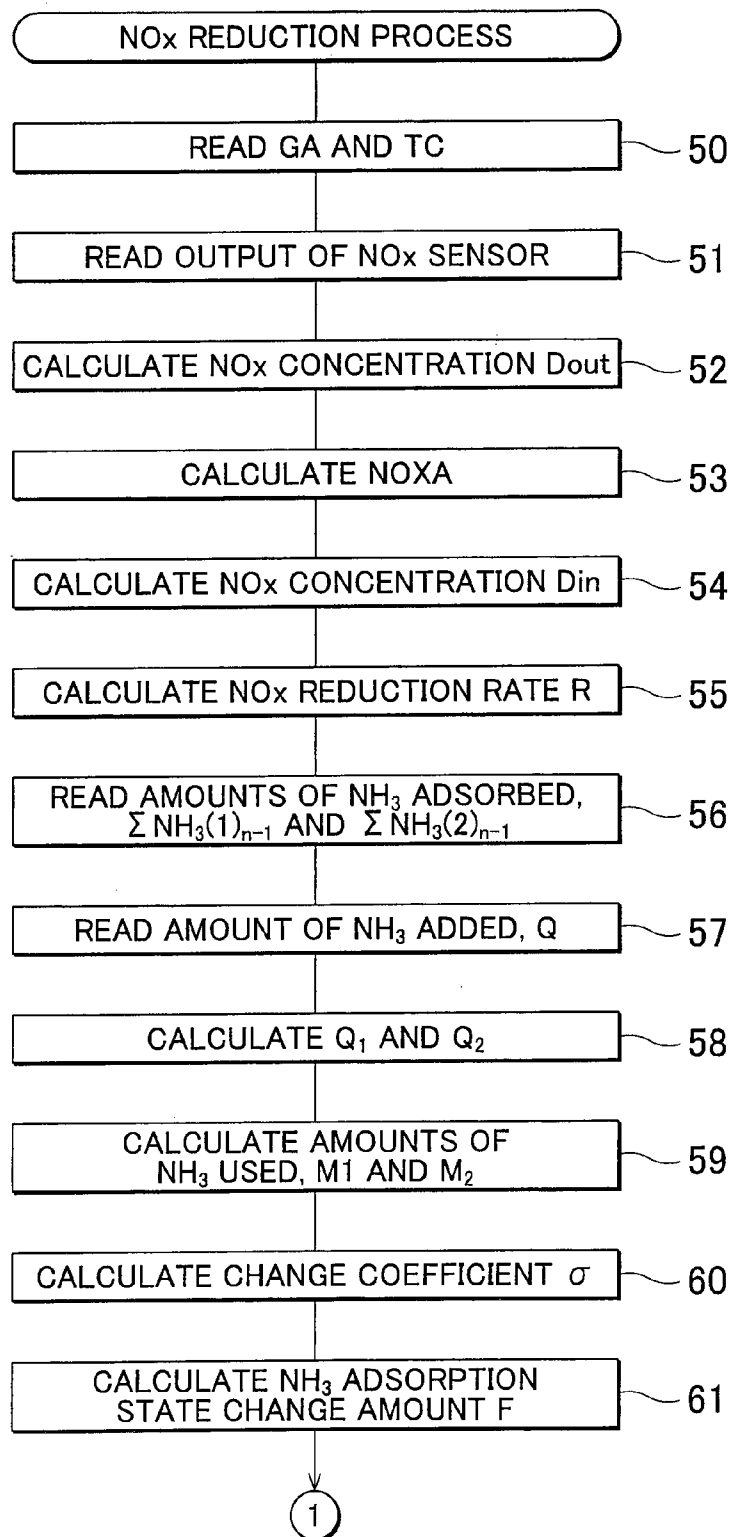 NOx REDUCTION PROCESS
READ GA AND TC
50
READ OUTPUT OF NOx SENSOR
51
CALCULATE NOx CONCENTRATION Dout
52
CALCULATE NOXA
53
CALCULATE NOx CONCENTRATION Din
54
CALCULATE NOx REDUCTION RATE R
55
READ AMOUNTS OF NH₃ ADSORBED,
ΣNH₃(1)ₙ₋₁ AND ΣNH₃(2)ₙ₋₁
56
READ AMOUNT OF NH₃ ADDED, Q
57
CALCULATE Q₁ AND Q₂
58
CALCULATE AMOUNTS OF
NH₃ USED, M1 AND M₂
59
CALCULATE CHANGE COEFFICIENT σ
60
CALCULATE NH₃ ADSORPTION
STATE CHANGE AMOUNT F
61
1